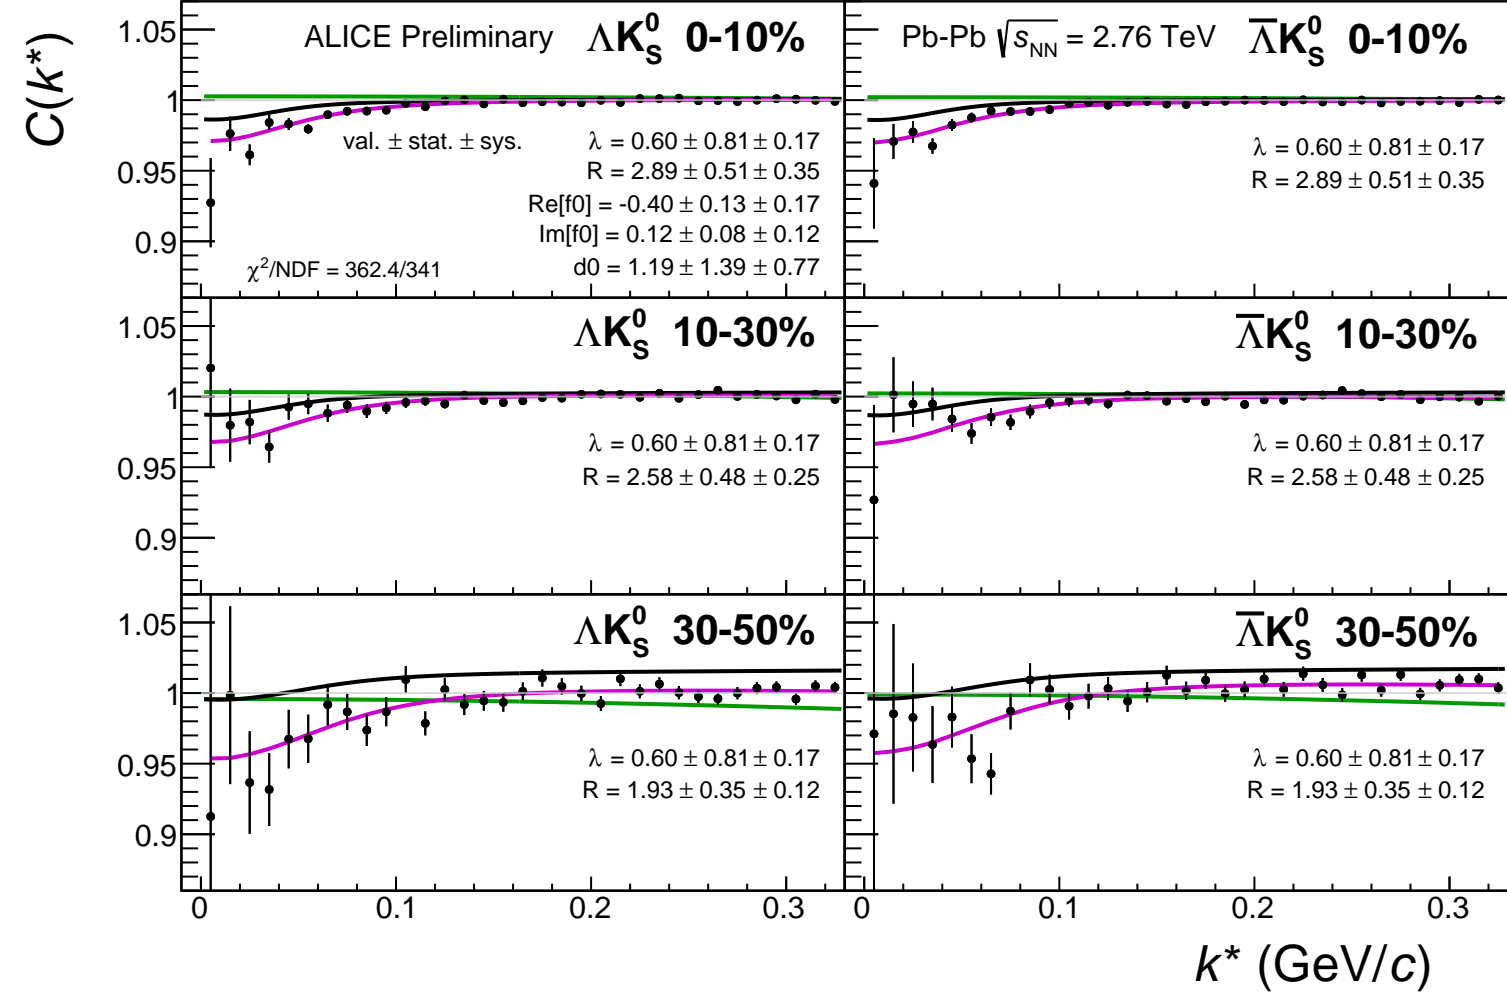 C(k*)
ALICE Preliminary ΛK⁰_S 0-10%
1.05
1
0.95
0.9
val. ± stat. ± sys.
λ = 0.60 ± 0.81 ± 0.17
R = 2.89 ± 0.51 ± 0.35
Re[f0] = -0.40 ± 0.13 ± 0.17
Im[f0] = 0.12 ± 0.08 ± 0.12
d0 = 1.19 ± 1.39 ± 0.77
χ²/NDF = 362.4/341
Pb-Pb √s_NN = 2.76 TeV Λ̅K⁰_S 0-10%
λ = 0.60 ± 0.81 ± 0.17
R = 2.89 ± 0.51 ± 0.35
ΛK⁰_S 10-30%
1.05
1
0.95
0.9
λ = 0.60 ± 0.81 ± 0.17
R = 2.58 ± 0.48 ± 0.25
Λ̅K⁰_S 10-30%
λ = 0.60 ± 0.81 ± 0.17
R = 2.58 ± 0.48 ± 0.25
ΛK⁰_S 30-50%
1.05
1
0.95
0.9
λ = 0.60 ± 0.81 ± 0.17
R = 1.93 ± 0.35 ± 0.12
Λ̅K⁰_S 30-50%
λ = 0.60 ± 0.81 ± 0.17
R = 1.93 ± 0.35 ± 0.12
0 0.1 0.2 0.3
0 0.1 0.2 0.3
k* (GeV/c)